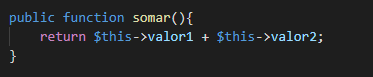 public function somar(){
    return $this->valor1 + $this->valor2;
}